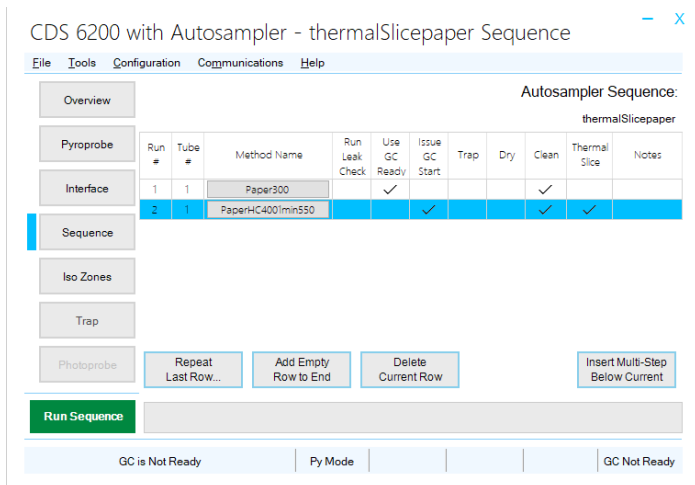 CDS 6200 with Autosampler - thermalSlicepaper Sequence
– X
File Tools Configuration Communications Help
Autosampler Sequence:
thermalSlicepaper
Overview
Pyroprobe
Interface
Sequence
Iso Zones
Trap
Photoprobe
Run # Tube # Method Name Run Leak Check Use GC Ready Issue GC Start Trap Dry Clean Thermal Slice Notes
1 1 Paper300 ✓ ✓
2 1 PaperHC4001min550 ✓ ✓ ✓
Repeat Last Row...
Add Empty Row to End
Delete Current Row
Insert Multi-Step Below Current
Run Sequence
GC is Not Ready Py Mode GC Not Ready